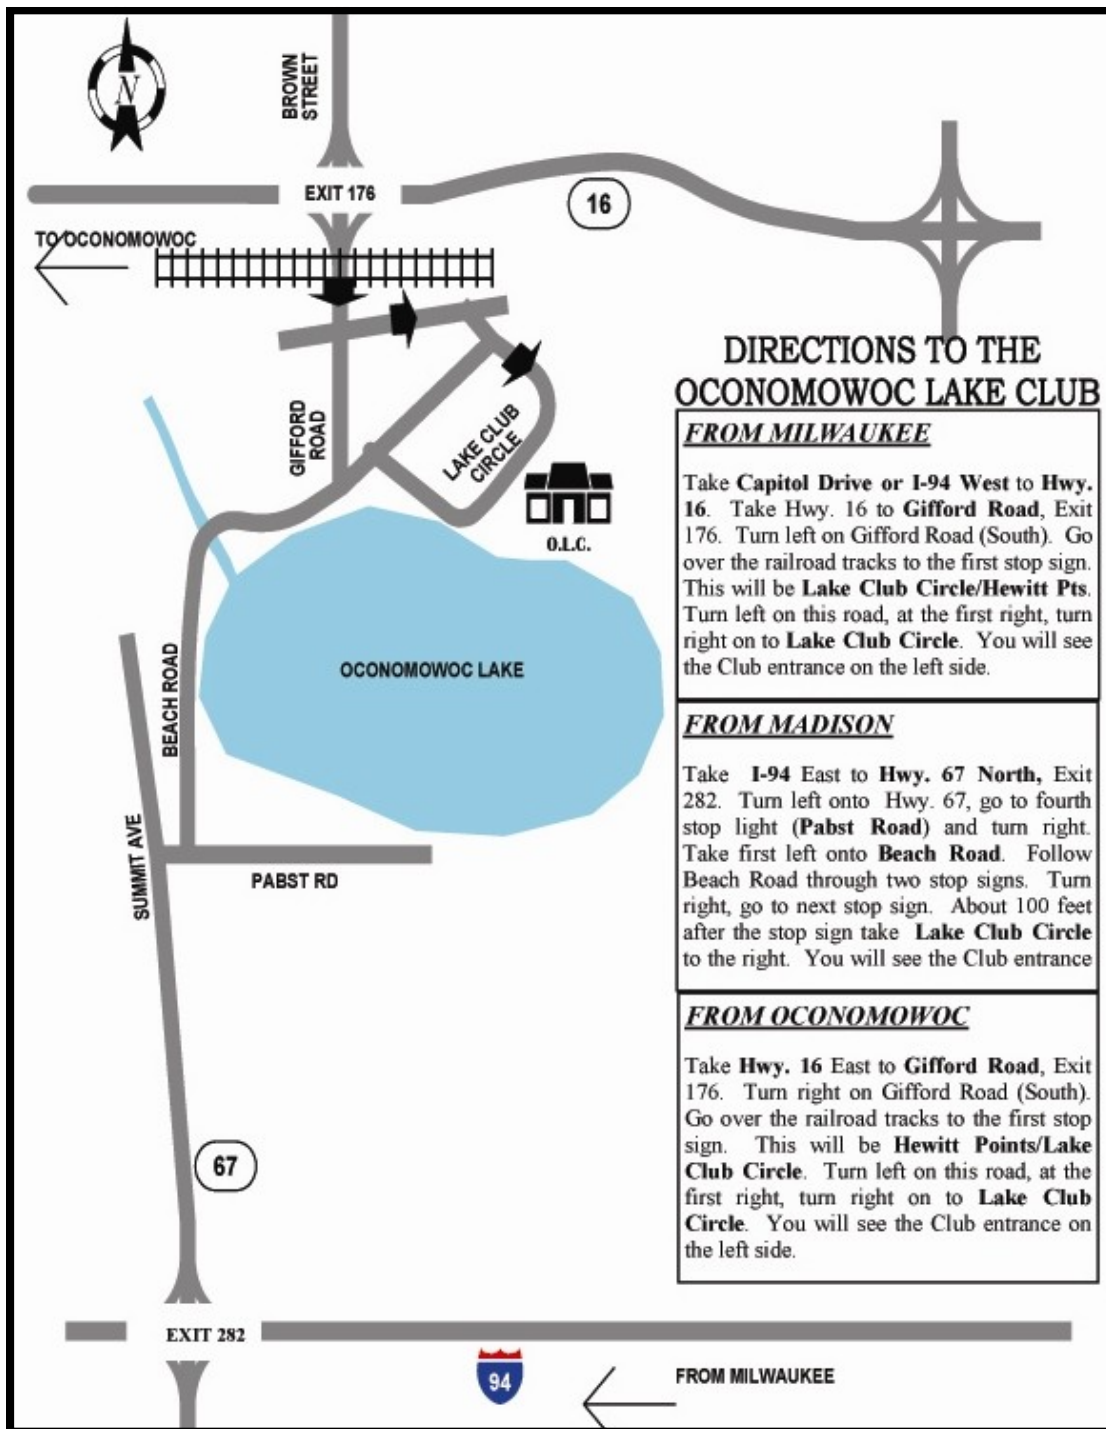 N
BROWN
STREET
EXIT 176
16
TO OCONOMOWOC
GIFFORD
ROAD
LAKE CLUB
CIRCLE
O.L.C.
OCONOMOWOC LAKE
BEACH ROAD
SUMMIT AVE
PABST RD
67
EXIT 282
94
FROM MILWAUKEE
DIRECTIONS TO THE
OCONOMOWOC LAKE CLUB
FROM MILWAUKEE
Take Capitol Drive or I-94 West to Hwy.
16. Take Hwy. 16 to Gifford Road, Exit
176. Turn left on Gifford Road (South). Go
over the railroad tracks to the first stop sign.
This will be Lake Club Circle/Hewitt Pts.
Turn left on this road, at the first right, turn
right on to Lake Club Circle. You will see
the Club entrance on the left side.
FROM MADISON
Take I-94 East to Hwy. 67 North, Exit
282. Turn left onto Hwy. 67, go to fourth
stop light (Pabst Road) and turn right.
Take first left onto Beach Road. Follow
Beach Road through two stop signs. Turn
right, go to next stop sign. About 100 feet
after the stop sign take Lake Club Circle
to the right. You will see the Club entrance
FROM OCONOMOWOC
Take Hwy. 16 East to Gifford Road, Exit
176. Turn right on Gifford Road (South).
Go over the railroad tracks to the first stop
sign. This will be Hewitt Points/Lake
Club Circle. Turn left on this road, at the
first right, turn right on to Lake Club
Circle. You will see the Club entrance on
the left side.